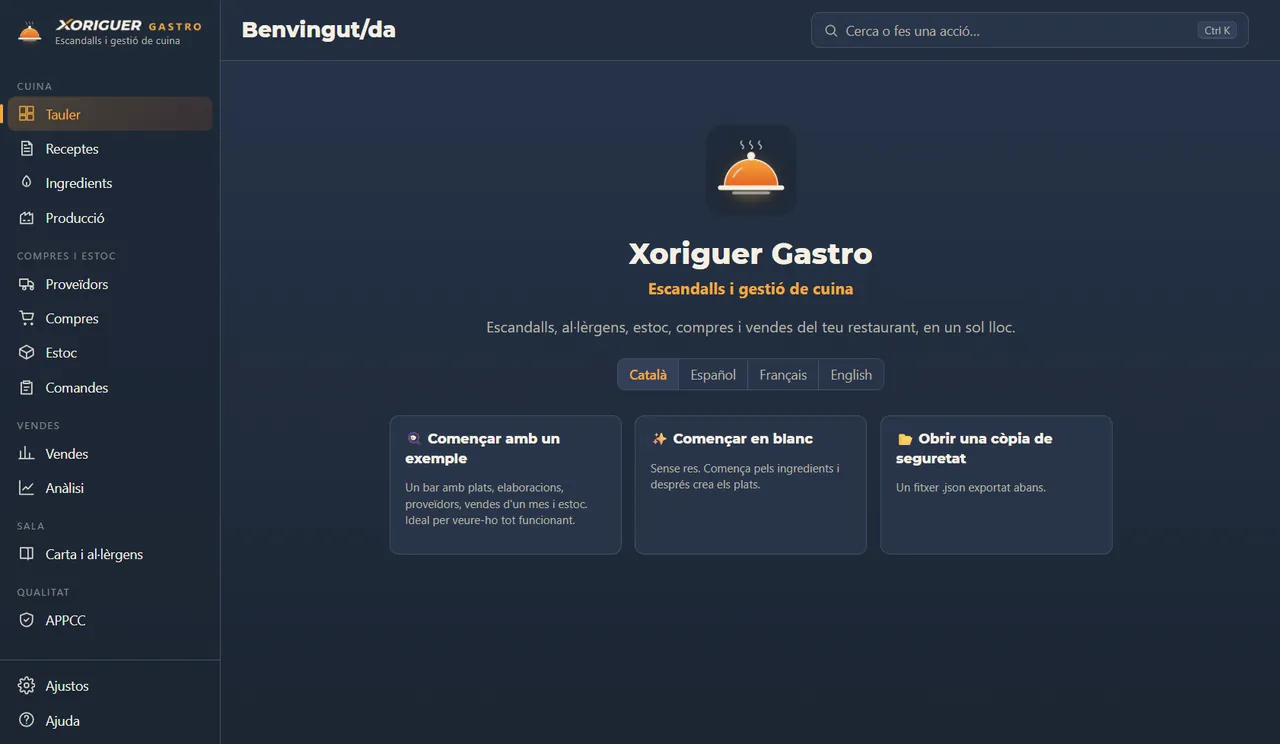 XORIGUER GASTRO
Escandalls i gestió de cuina
Benvingut/da
Cerca o fes una acció...
Ctrl K
CUINA
Tauler
Receptes
Ingredients
Producció
COMPRES I ESTOC
Proveïdors
Compres
Estoc
Comandes
VENDES
Vendes
Anàlisi
SALA
Carta i al·lèrgens
QUALITAT
APPCC
Ajustos
Ajuda
Xoriguer Gastro
Escandalls i gestió de cuina
Escandalls, al·lèrgens, estoc, compres i vendes del teu restaurant, en un sol lloc.
Català
Español
Français
English
Començar amb un
exemple
Un bar amb plats, elaboracions,
proveïdors, vendes d'un mes i estoc.
Ideal per veure-ho tot funcionant.
Començar en blanc
Sense res. Comença pels ingredients i
després crea els plats.
Obrir una còpia de
seguretat
Un fitxer .json exportat abans.